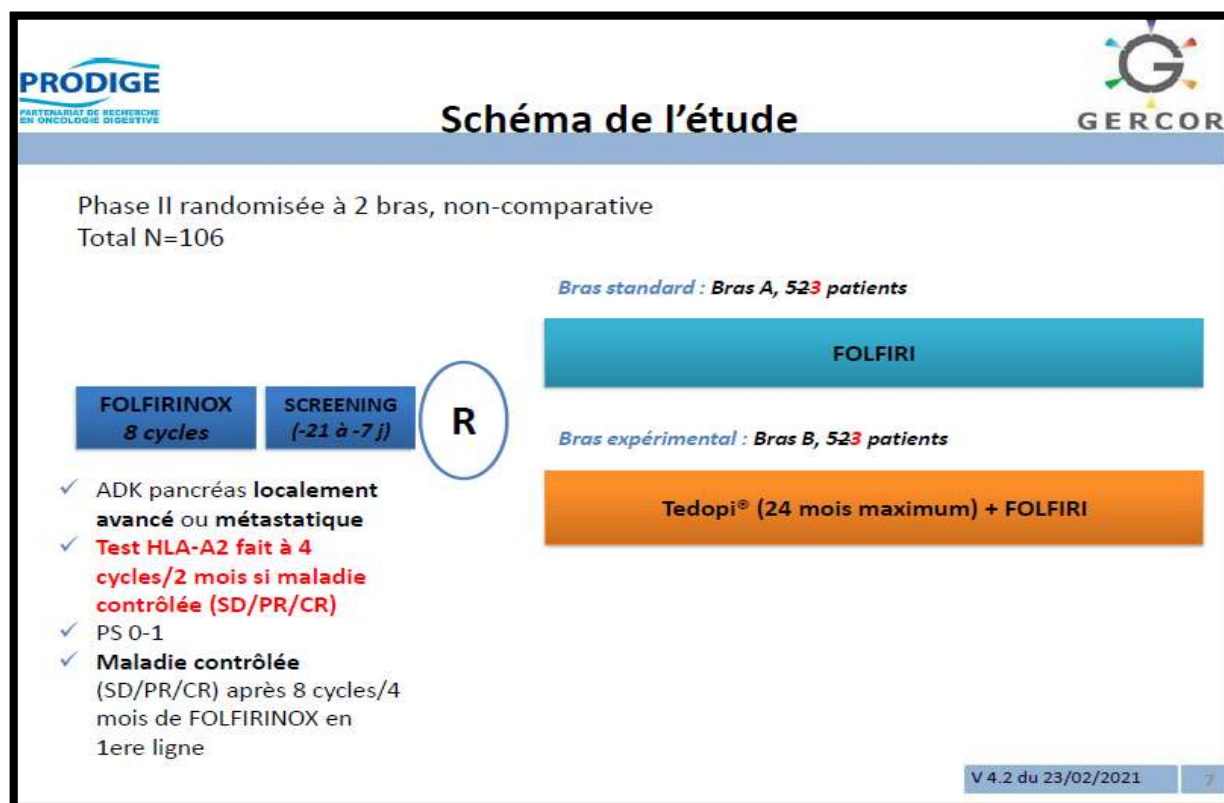 PRODIGE
PARTENARIAT DE RECHERCHE
EN ONCOLOGIE DIGESTIVE
GERCOR
Schéma de l'étude
Phase II randomisée à 2 bras, non-comparative
Total N=106
Bras standard : Bras A, 523 patients
FOLFIRI
FOLFIRINOX
8 cycles
SCREENING
(-21 à -7 j)
R
Bras expérimental : Bras B, 523 patients
Tedopi® (24 mois maximum) + FOLFIRI
✓ ADK pancréas localement
avancé ou métastatique
✓ Test HLA-A2 fait à 4
cycles/2 mois si maladie
contrôlée (SD/PR/CR)
✓ PS 0-1
✓ Maladie contrôlée
(SD/PR/CR) après 8 cycles/4
mois de FOLFIRINOX en
1ere ligne
V 4.2 du 23/02/2021
7